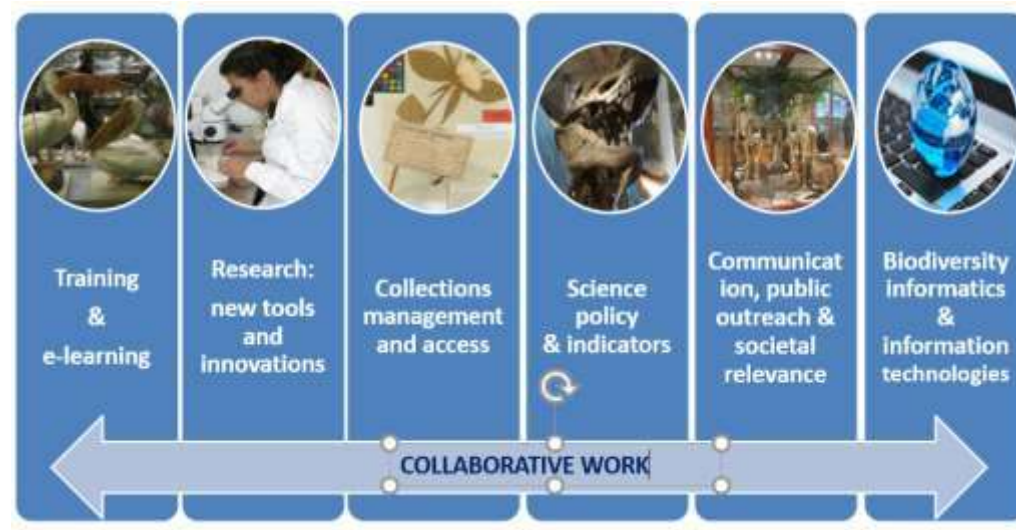 Training
&
e-learning
Research:
new tools
and
innovations
Collections
management
and access
Science
policy
& indicators
Communicat
ion, public
outreach &
societal
relevance
Biodiversity
informatics
&
information
technologies
COLLABORATIVE WORK